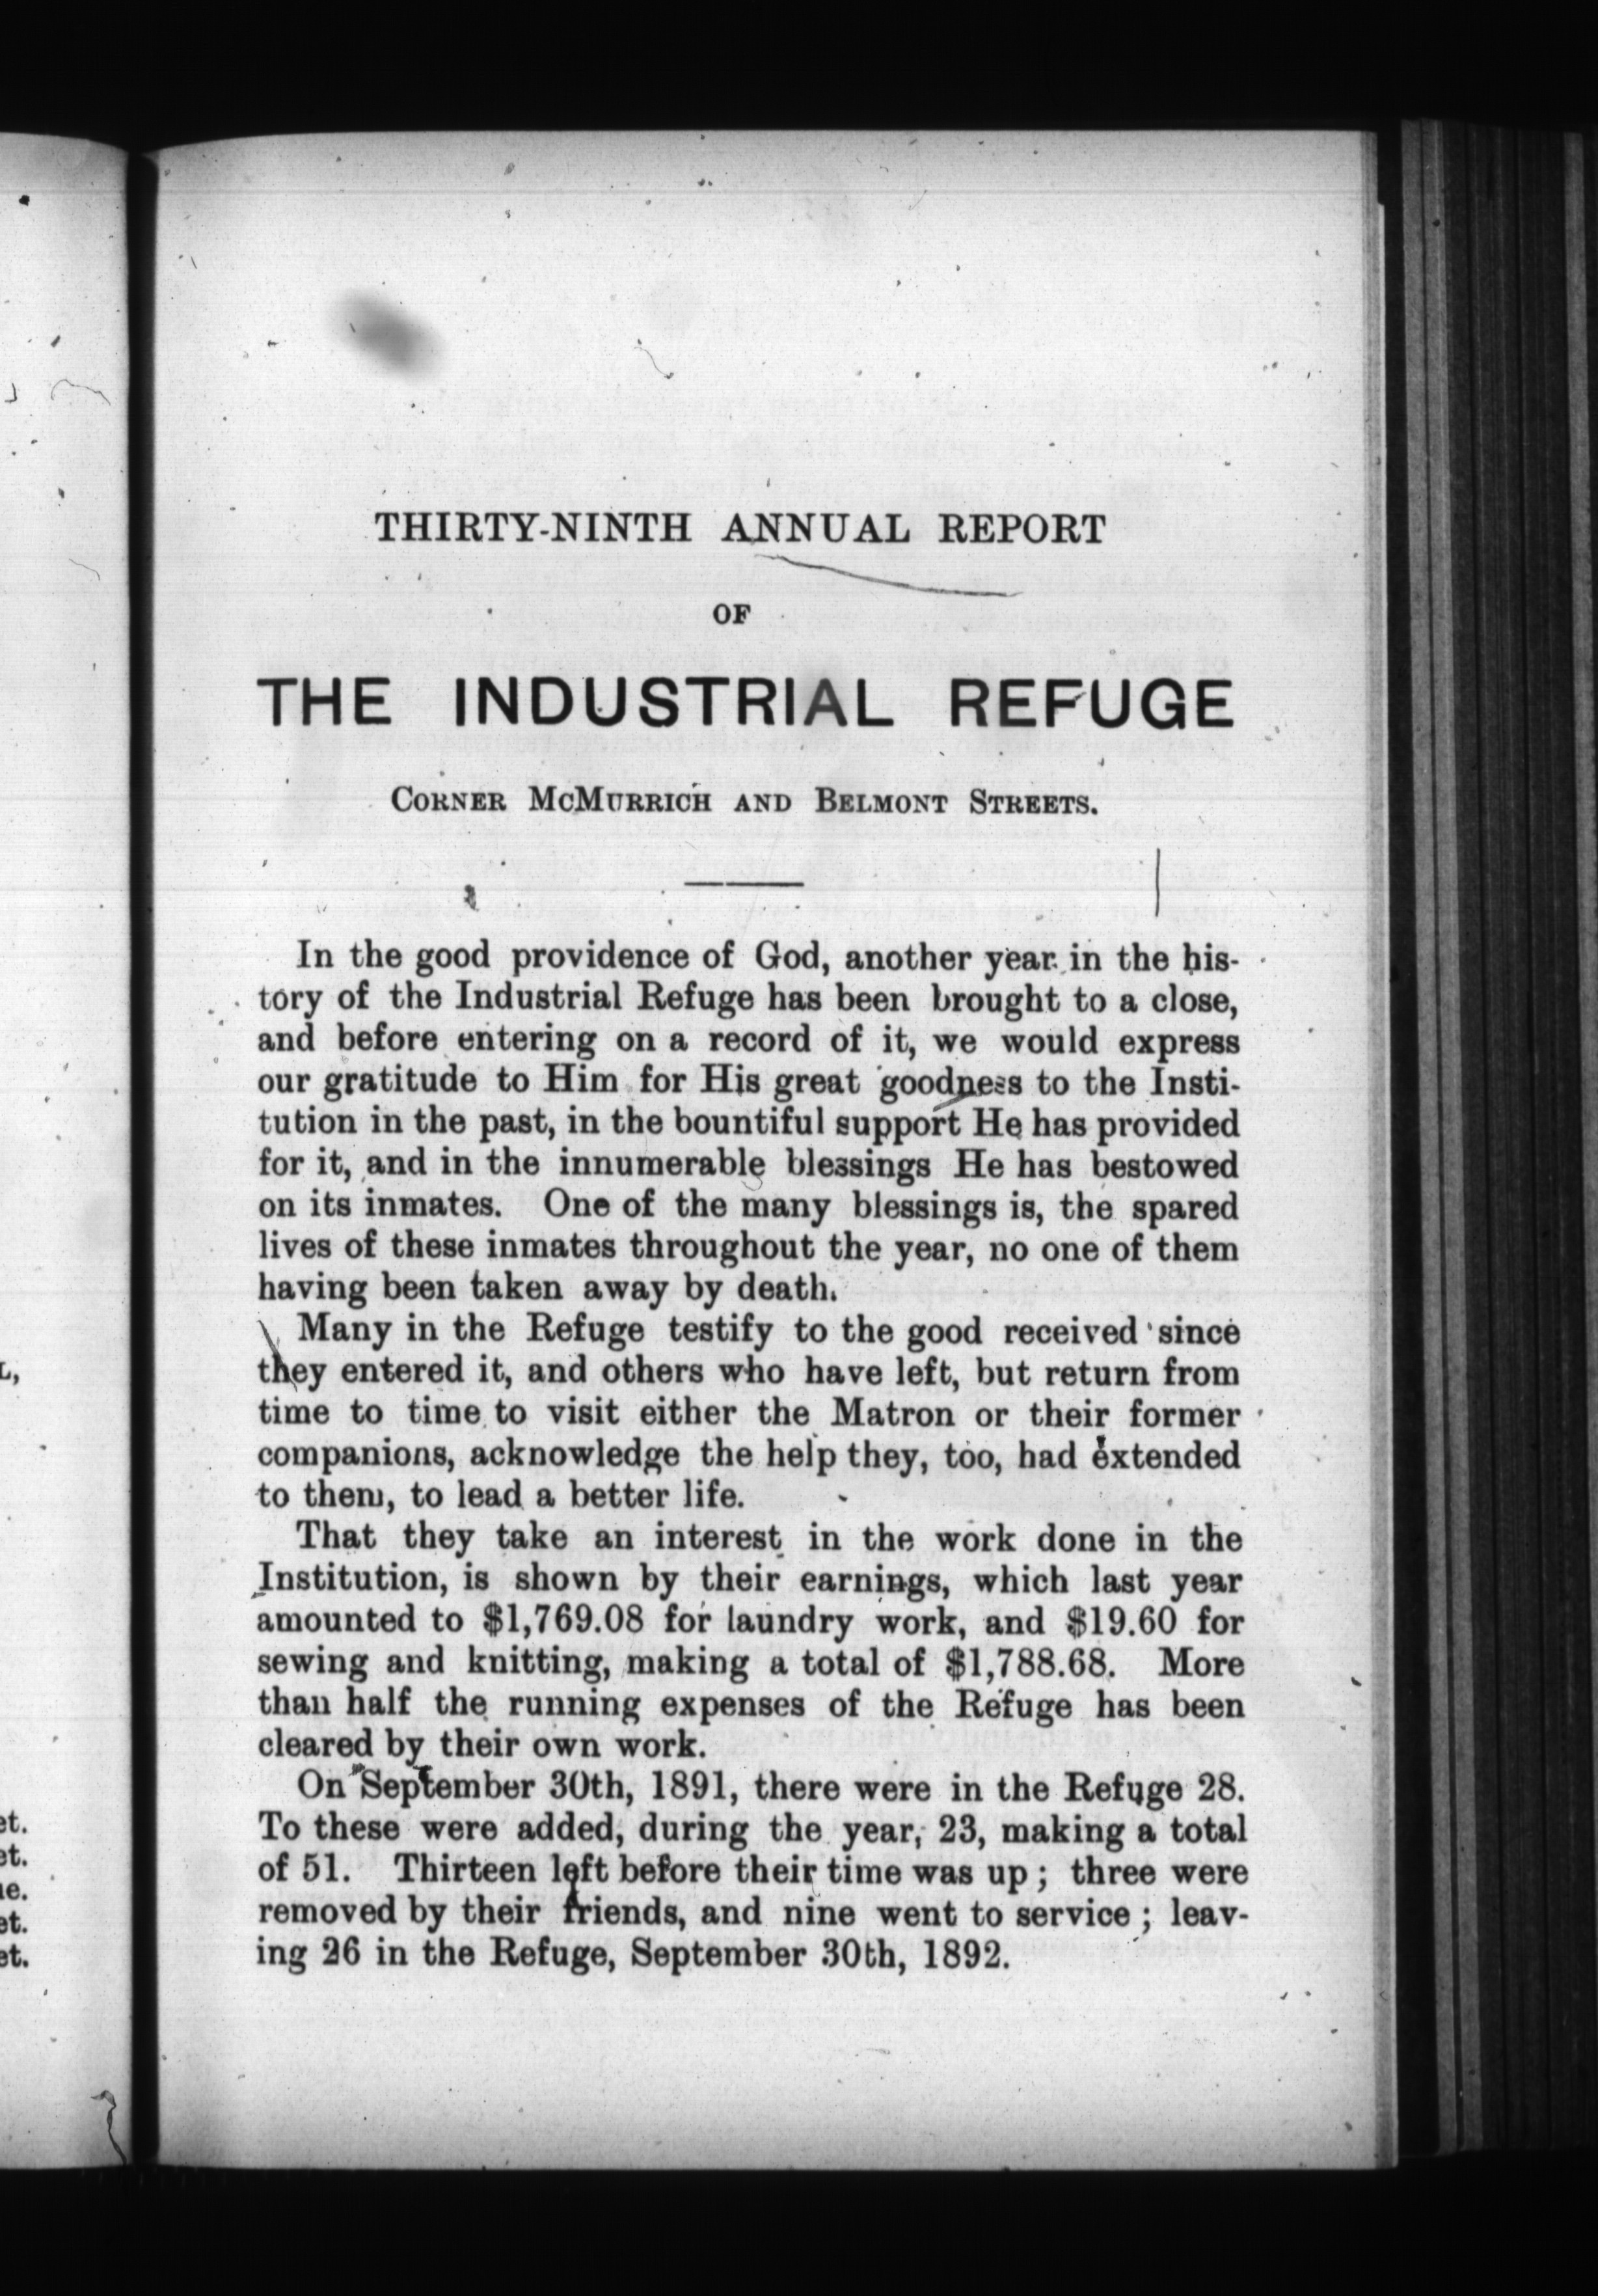 THIRTY-NINTH ANNUAL REPORT
OF
THE INDUSTRIAL REFUGE
CORNER MCMURRICH AND BELMONT STREETS.
In the good providence of God, another year in the his-
tory of the Industrial Refuge has been brought to a close,
and before entering on a record of it, we would express
our gratitude to Him for His great goodness to the Insti-
tution in the past, in the bountiful support He has provided
for it, and in the innumerable blessings He has bestowed
on its inmates. One of the many blessings is, the spared
lives of these inmates throughout the year, no one of them
having been taken away by death.
Many in the Refuge testify to the good received since
they entered it, and others who have left, but return from
time to time to visit either the Matron or their former
companions, acknowledge the help they, too, had extended
to them, to lead a better life.
That they take an interest in the work done in the
Institution, is shown by their earnings, which last year
amounted to $1,769.08 for laundry work, and $19.60 for
sewing and knitting, making a total of $1,788.68. More
than half the running expenses of the Refuge has been
cleared by their own work.
On September 30th, 1891, there were in the Refuge 28.
To these were added, during the year, 23, making a total
of 51. Thirteen left before their time was up ; three were
removed by their friends, and nine went to service ; leav-
ing 26 in the Refuge, September 30th, 1892.